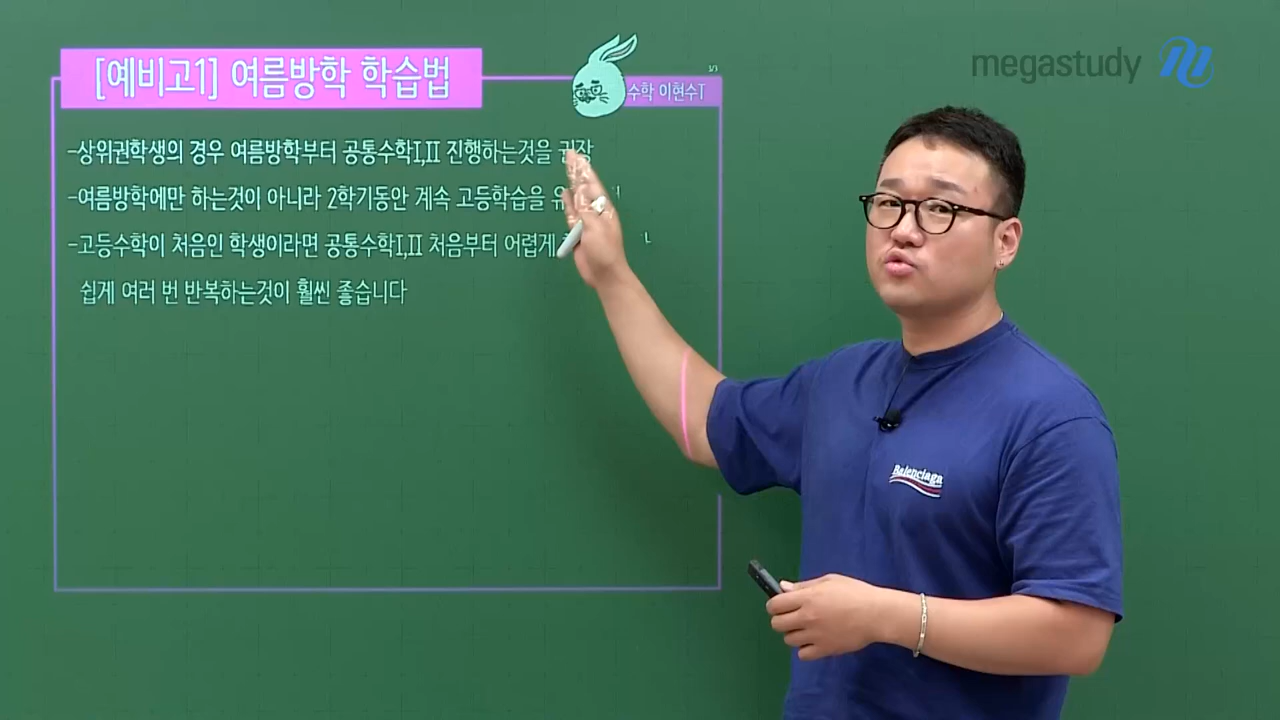 [예비고1] 여름방학 학습법
1/3
수학 이현수T
megastudy
-상위권학생의 경우 여름방학부터 공통수학I,II 진행하는것을 권장
-여름방학에만 하는것이 아니라 2학기동안 계속 고등학습을
-고등수학이 처음인 학생이라면 공통수학I,II 처음부터 어렵게
쉽게 여러 번 반복하는것이 훨씬 좋습니다
Balenciaga